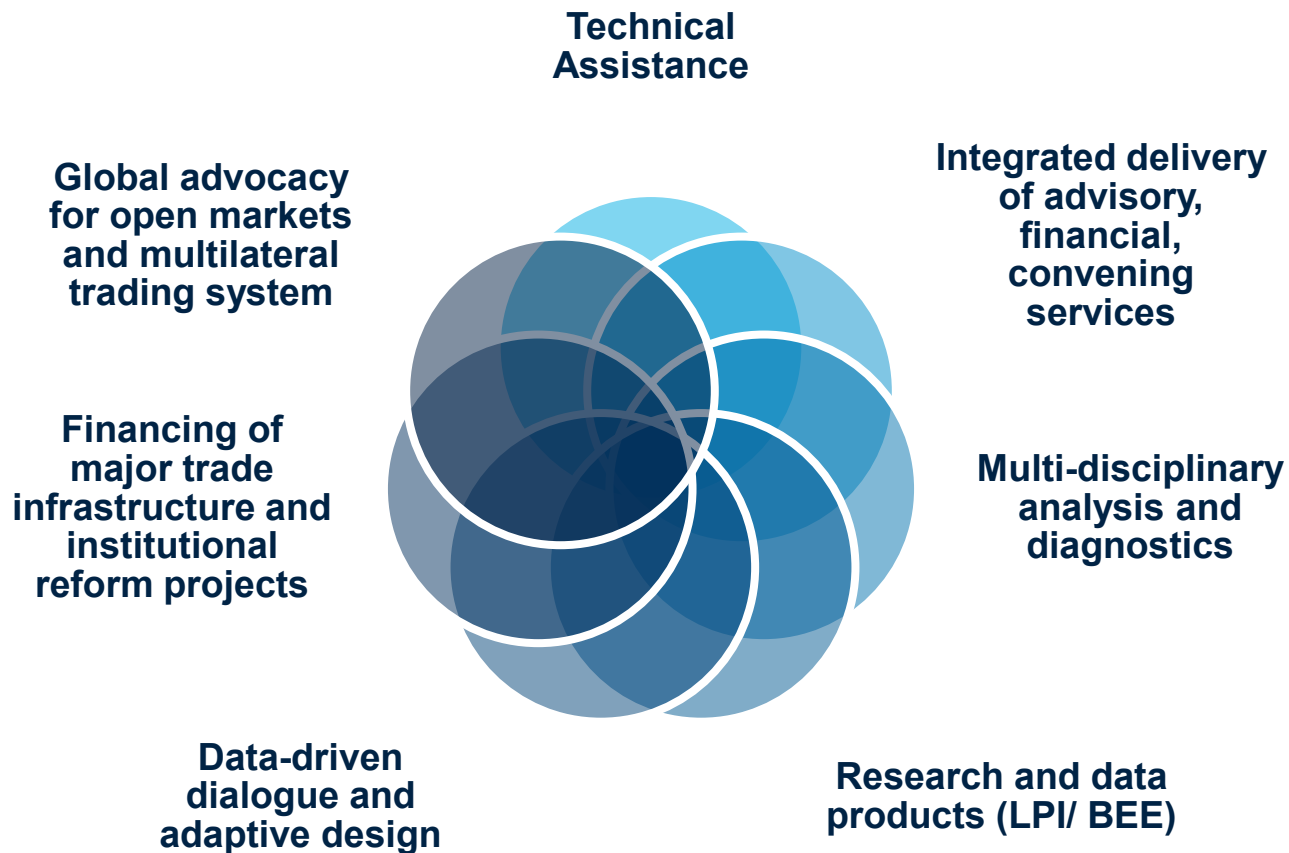 Technical
Assistance
Integrated delivery
of advisory,
financial,
convening
services
Multi-disciplinary
analysis and
diagnostics
Research and data
products (LPI/ BEE)
Data-driven
dialogue and
adaptive design
Financing of
major trade
infrastructure and
institutional
reform projects
Global advocacy
for open markets
and multilateral
trading system